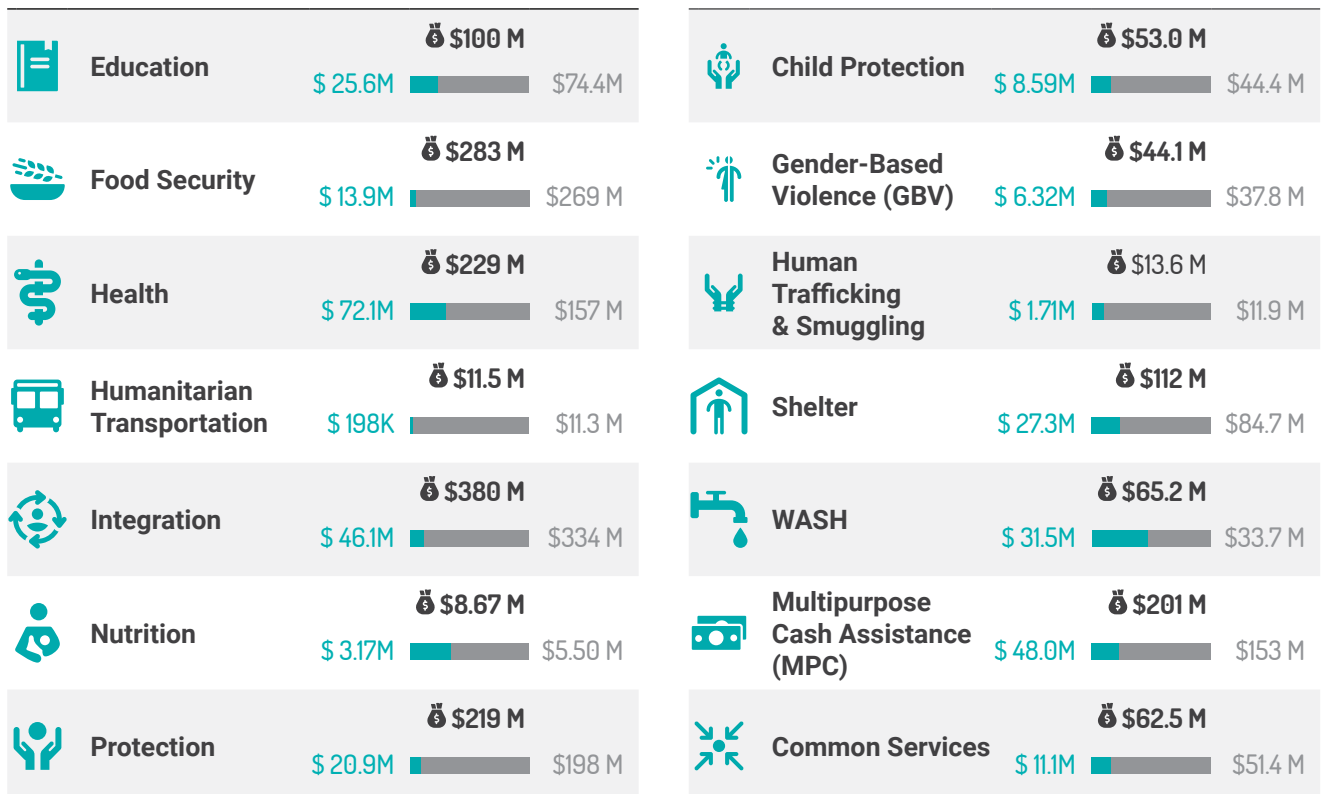 $100 M
Education
$ 25.6M
$74.4M
$283 M
Food Security
$ 13.9M
$269 M
$229 M
Health
$ 72.1M
$157 M
$11.5 M
Humanitarian
Transportation
$ 198K
$11.3 M
$380 M
Integration
$ 46.1M
$334 M
$8.67 M
Nutrition
$ 3.17M
$5.50 M
$219 M
Protection
$ 20.9M
$198 M
$53.0 M
Child Protection
$ 8.59M
$44.4 M
$44.1 M
Gender-Based
Violence (GBV)
$ 6.32M
$37.8 M
$13.6 M
Human
Trafficking
& Smuggling
$ 1.71M
$11.9 M
$112 M
Shelter
$ 27.3M
$84.7 M
$65.2 M
WASH
$ 31.5M
$33.7 M
$201 M
Multipurpose
Cash Assistance
(MPC)
$ 48.0M
$153 M
$62.5 M
Common Services
$ 11.1M
$51.4 M